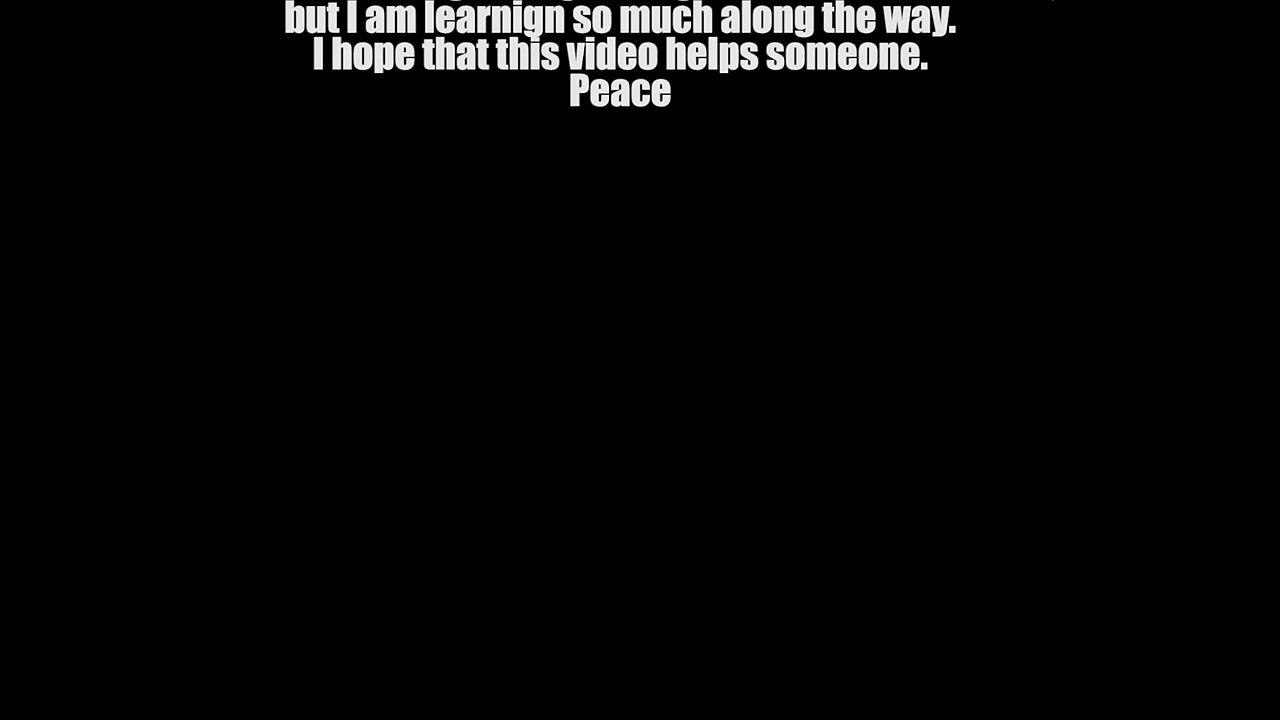 but I am learnign so much along the way.
I hope that this video helps someone.
Peace